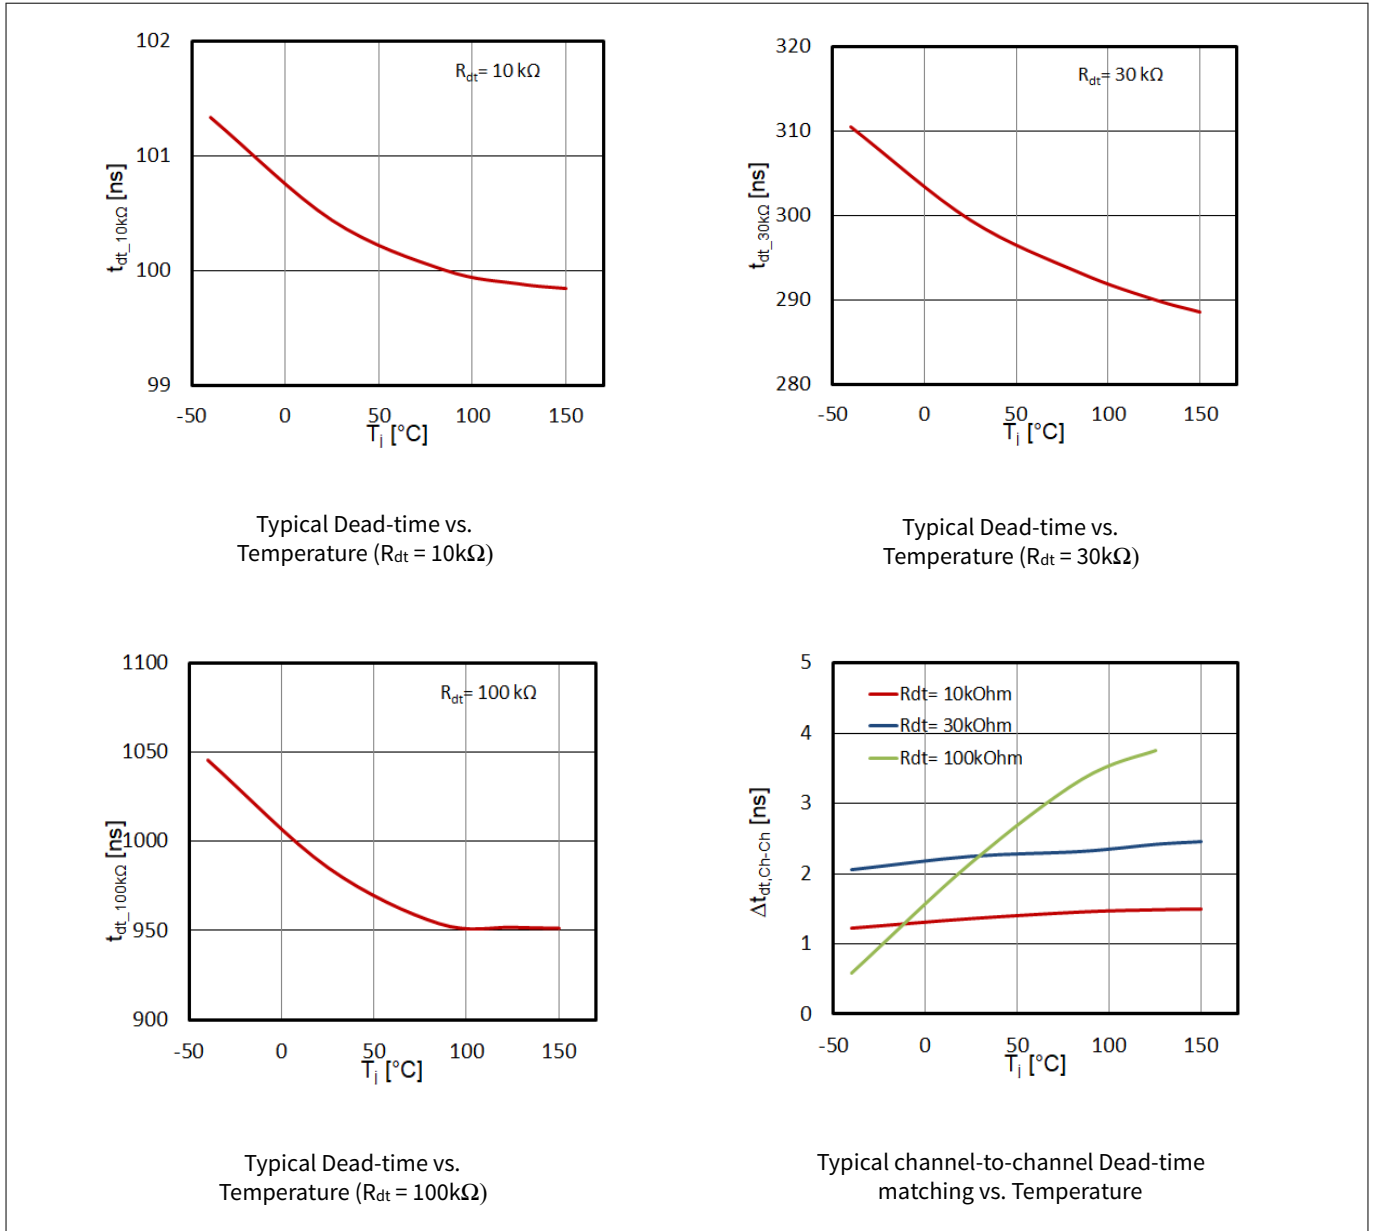 102
101
100
99
-50 0 50 100 150
t_dt_10kΩ [ns]
T_j [°C]
R_dt= 10 kΩ
Typical Dead-time vs.
Temperature (R_dt = 10kΩ)
320
310
300
290
280
-50 0 50 100 150
t_dt_30kΩ [ns]
T_j [°C]
R_dt= 30 kΩ
Typical Dead-time vs.
Temperature (R_dt = 30kΩ)
1100
1050
1000
950
900
-50 0 50 100 150
t_dt_100kΩ [ns]
T_j [°C]
R_dt= 100 kΩ
Typical Dead-time vs.
Temperature (R_dt = 100kΩ)
5
4
3
2
1
0
-50 0 50 100 150
Δt_dt,Ch-Ch [ns]
T_j [°C]
Rdt= 10kOhm
Rdt= 30kOhm
Rdt= 100kOhm
Typical channel-to-channel Dead-time
matching vs. Temperature